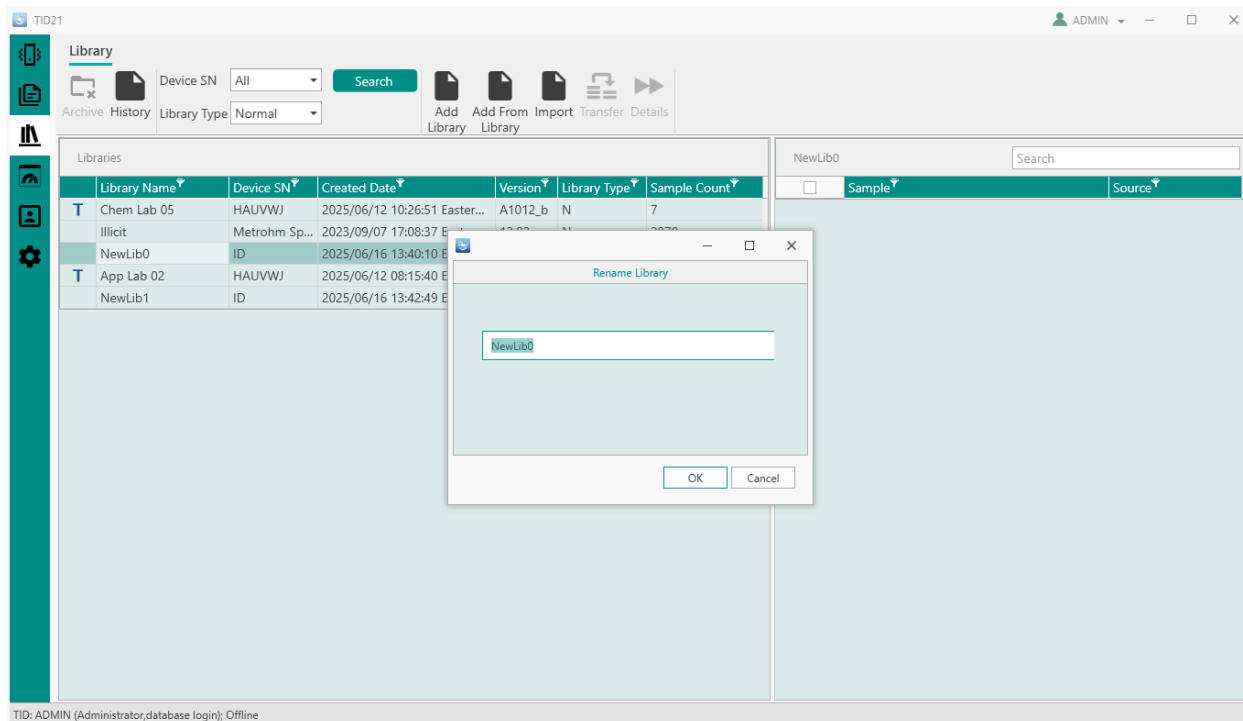 TID21
ADMIN
Library
Device SN All Search
Library Type Normal
Archive History Add Library Add From Library Import Transfer Details
Libraries
Library Name Device SN Created Date Version Library Type Sample Count
T Chem Lab 05 HAUVWJ 2025/06/12 10:26:51 Easter... A1012_b N 7
Illicit Metrohm Sp... 2023/09/07 17:08:37 E
NewLib0 ID 2025/06/16 13:40:10 E
T App Lab 02 HAUVWJ 2025/06/12 08:15:40 E
NewLib1 ID 2025/06/16 13:42:49 E
NewLib0 Search
Sample Source
Rename Library
NewLib0
OK Cancel
TID: ADMIN (Administrator,database login); Offline